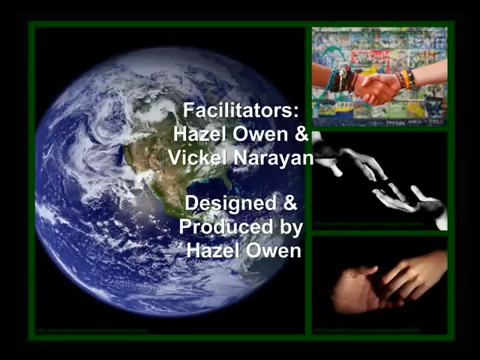 Facilitators:
Hazel Owen &
Vickel Narayan
Designed &
Produced by
Hazel Owen